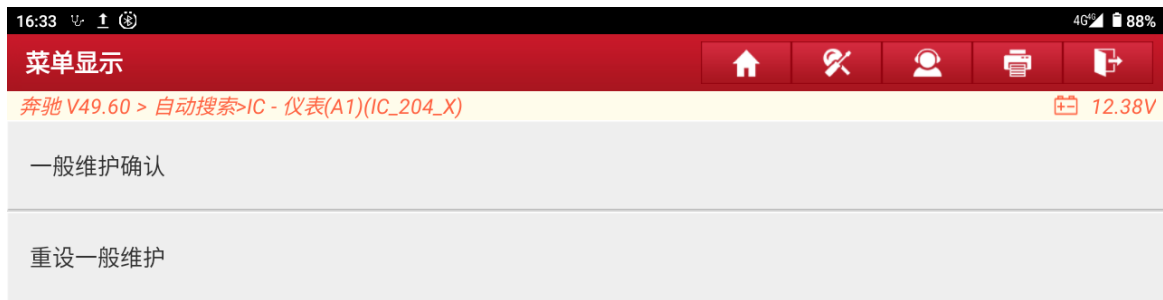 16:33 4G 4G 88%
菜单显示
奔驰 V49.60 > 自动搜索>IC - 仪表(A1)(IC_204_X) 12.38V
一般维护确认
重设一般维护